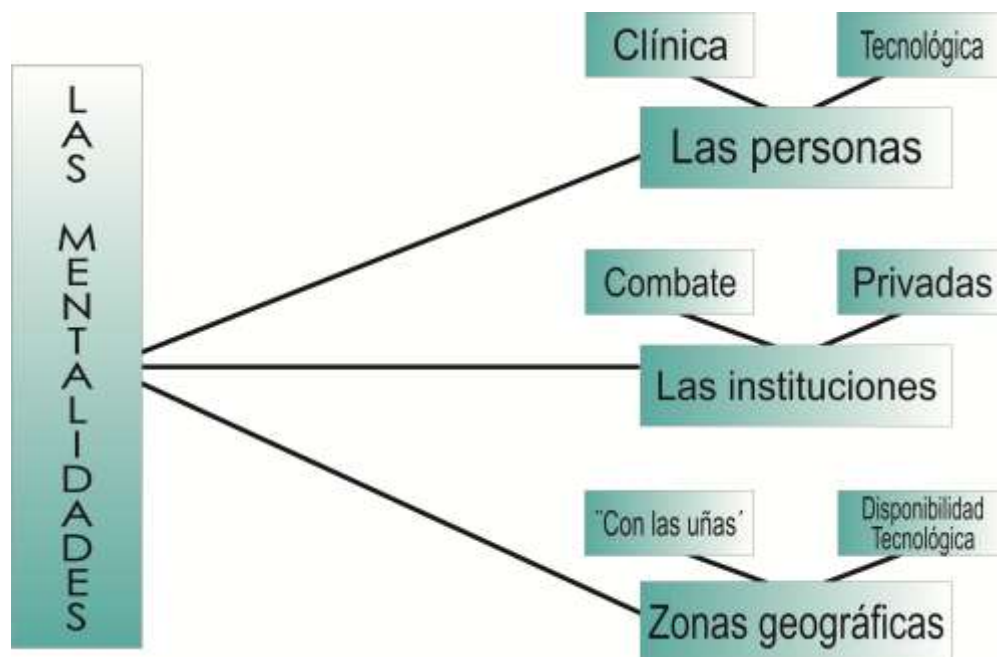 LAS MENTALIDADES
Clínica
Tecnológica
Las personas
Combate
Privadas
Las instituciones
¨Con las uñas´
Disponibilidad
Tecnológica
Zonas geográficas